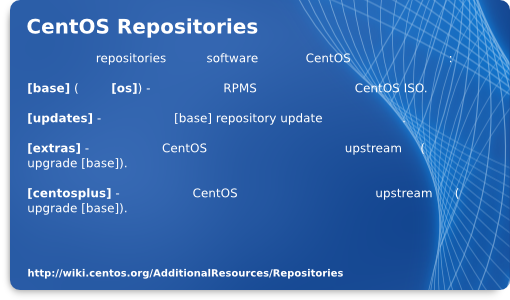 CentOS Repositories
repositories software CentOS :
[base] ( [os]) - RPMS CentOS ISO.
[updates] - [base] repository update .
[extras] - CentOS upstream (
upgrade [base]).
[centosplus] - CentOS upstream (
upgrade [base]).
http://wiki.centos.org/AdditionalResources/Repositories